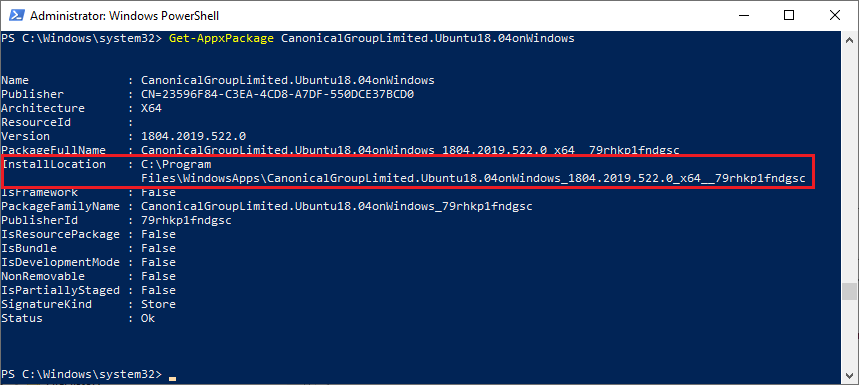 Administrator: Windows PowerShell
PS C:\Windows\system32> Get-AppxPackage CanonicalGroupLimited.Ubuntu18.04onWindows
Name              : CanonicalGroupLimited.Ubuntu18.04onWindows
Publisher         : CN=23596F84-C3EA-4CD8-A7DF-550DCE37BCD0
Architecture      : X64
ResourceId        :
Version           : 1804.2019.522.0
PackageFullName   : CanonicalGroupLimited.Ubuntu18.04onWindows_1804.2019.522.0_x64__79rhkp1fndgsc
InstallLocation   : C:\Program
                    Files\WindowsApps\CanonicalGroupLimited.Ubuntu18.04onWindows_1804.2019.522.0_x64__79rhkp1fndgsc
IsFramework       : False
PackageFamilyName : CanonicalGroupLimited.Ubuntu18.04onWindows_79rhkp1fndgsc
PublisherId       : 79rhkp1fndgsc
IsResourcePackage : False
IsBundle          : False
IsDevelopmentMode : False
NonRemovable      : False
IsPartiallyStaged : False
SignatureKind     : Store
Status            : Ok
PS C:\Windows\system32>